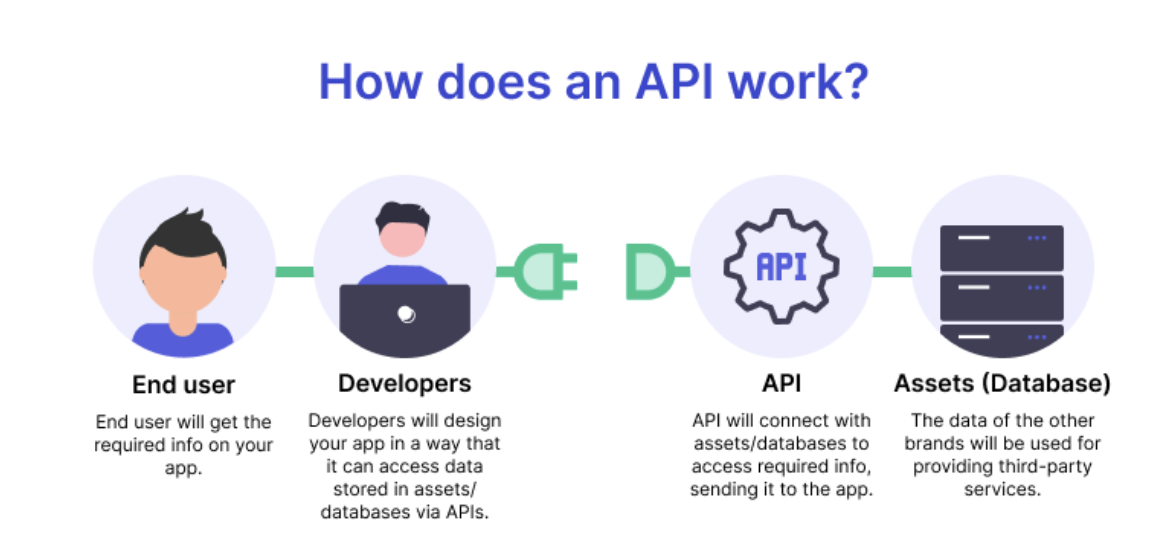 How does an API work?
API
End user
End user will get the
required info on your
app.
Developers
Developers will design
your app in a way that
it can access data
stored in assets/
databases via APIs.
API
API will connect with
assets/databases to
access required info,
sending it to the app.
Assets (Database)
The data of the other
brands will be used for
providing third-party
services.